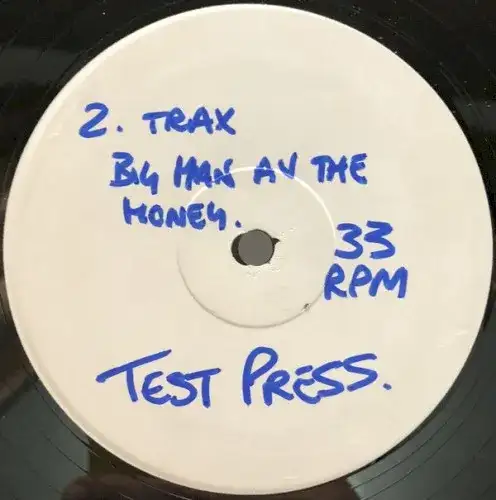 2. TRAX
BIG MAN AV THE
MONEY.
33
RPM
TEST PRESS.